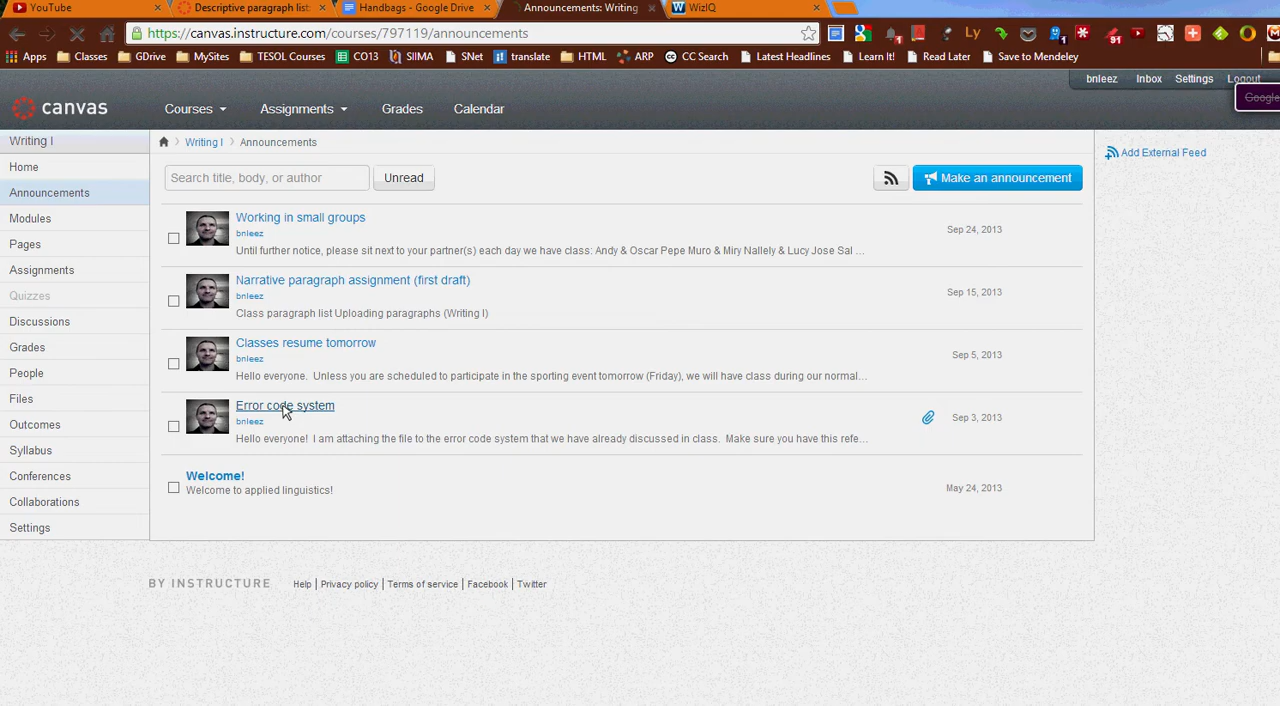 YouTube
Descriptive paragraph list:
Handbags - Google Drive
Announcements: Writing
WizIQ
https://canvas.instructure.com/courses/797119/announcements
Ly
1
1
91
Apps Classes GDrive MySites TESOL Courses CO13 SIIMA SNet translate HTML ARP CC Search Latest Headlines Learn It! Read Later Save to Mendeley
bnleez Inbox Settings Logout
Google
canvas
Courses Assignments Grades Calendar
Writing I
Home
Announcements
Modules
Pages
Assignments
Quizzes
Discussions
Grades
People
Files
Outcomes
Syllabus
Conferences
Collaborations
Settings
Writing I Announcements
Search title, body, or author
Unread
Make an announcement
Add External Feed
Working in small groups
bnleez
Sep 24, 2013
Until further notice, please sit next to your partner(s) each day we have class: Andy & Oscar Pepe Muro & Miry Nallely & Lucy Jose Sal ...
Narrative paragraph assignment (first draft)
bnleez
Sep 15, 2013
Class paragraph list Uploading paragraphs (Writing I)
Classes resume tomorrow
bnleez
Sep 5, 2013
Hello everyone. Unless you are scheduled to participate in the sporting event tomorrow (Friday), we will have class during our normal...
Error code system
bnleez
Sep 3, 2013
Hello everyone! I am attaching the file to the error code system that we have already discussed in class. Make sure you have this refe...
Welcome!
Welcome to applied linguistics!
May 24, 2013
BY INSTRUCTURE
Help | Privacy policy | Terms of service | Facebook | Twitter